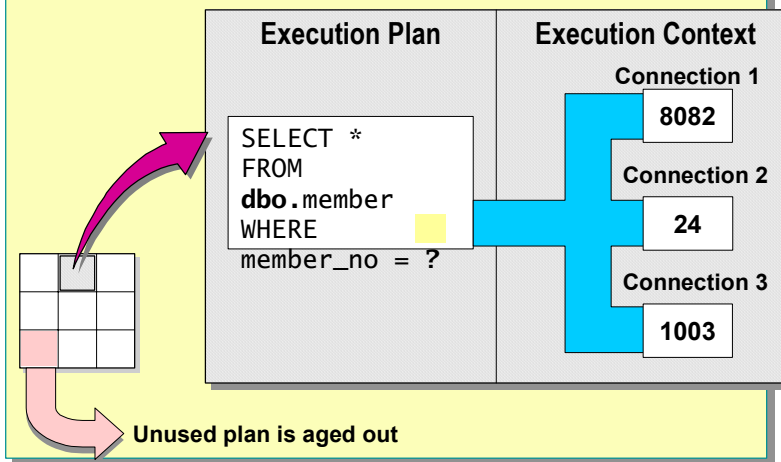 Execution Plan
Execution Context
Connection 1
8082
SELECT *
FROM
dbo.member
WHERE
member_no = ?
Connection 2
24
Connection 3
1003
Unused plan is aged out